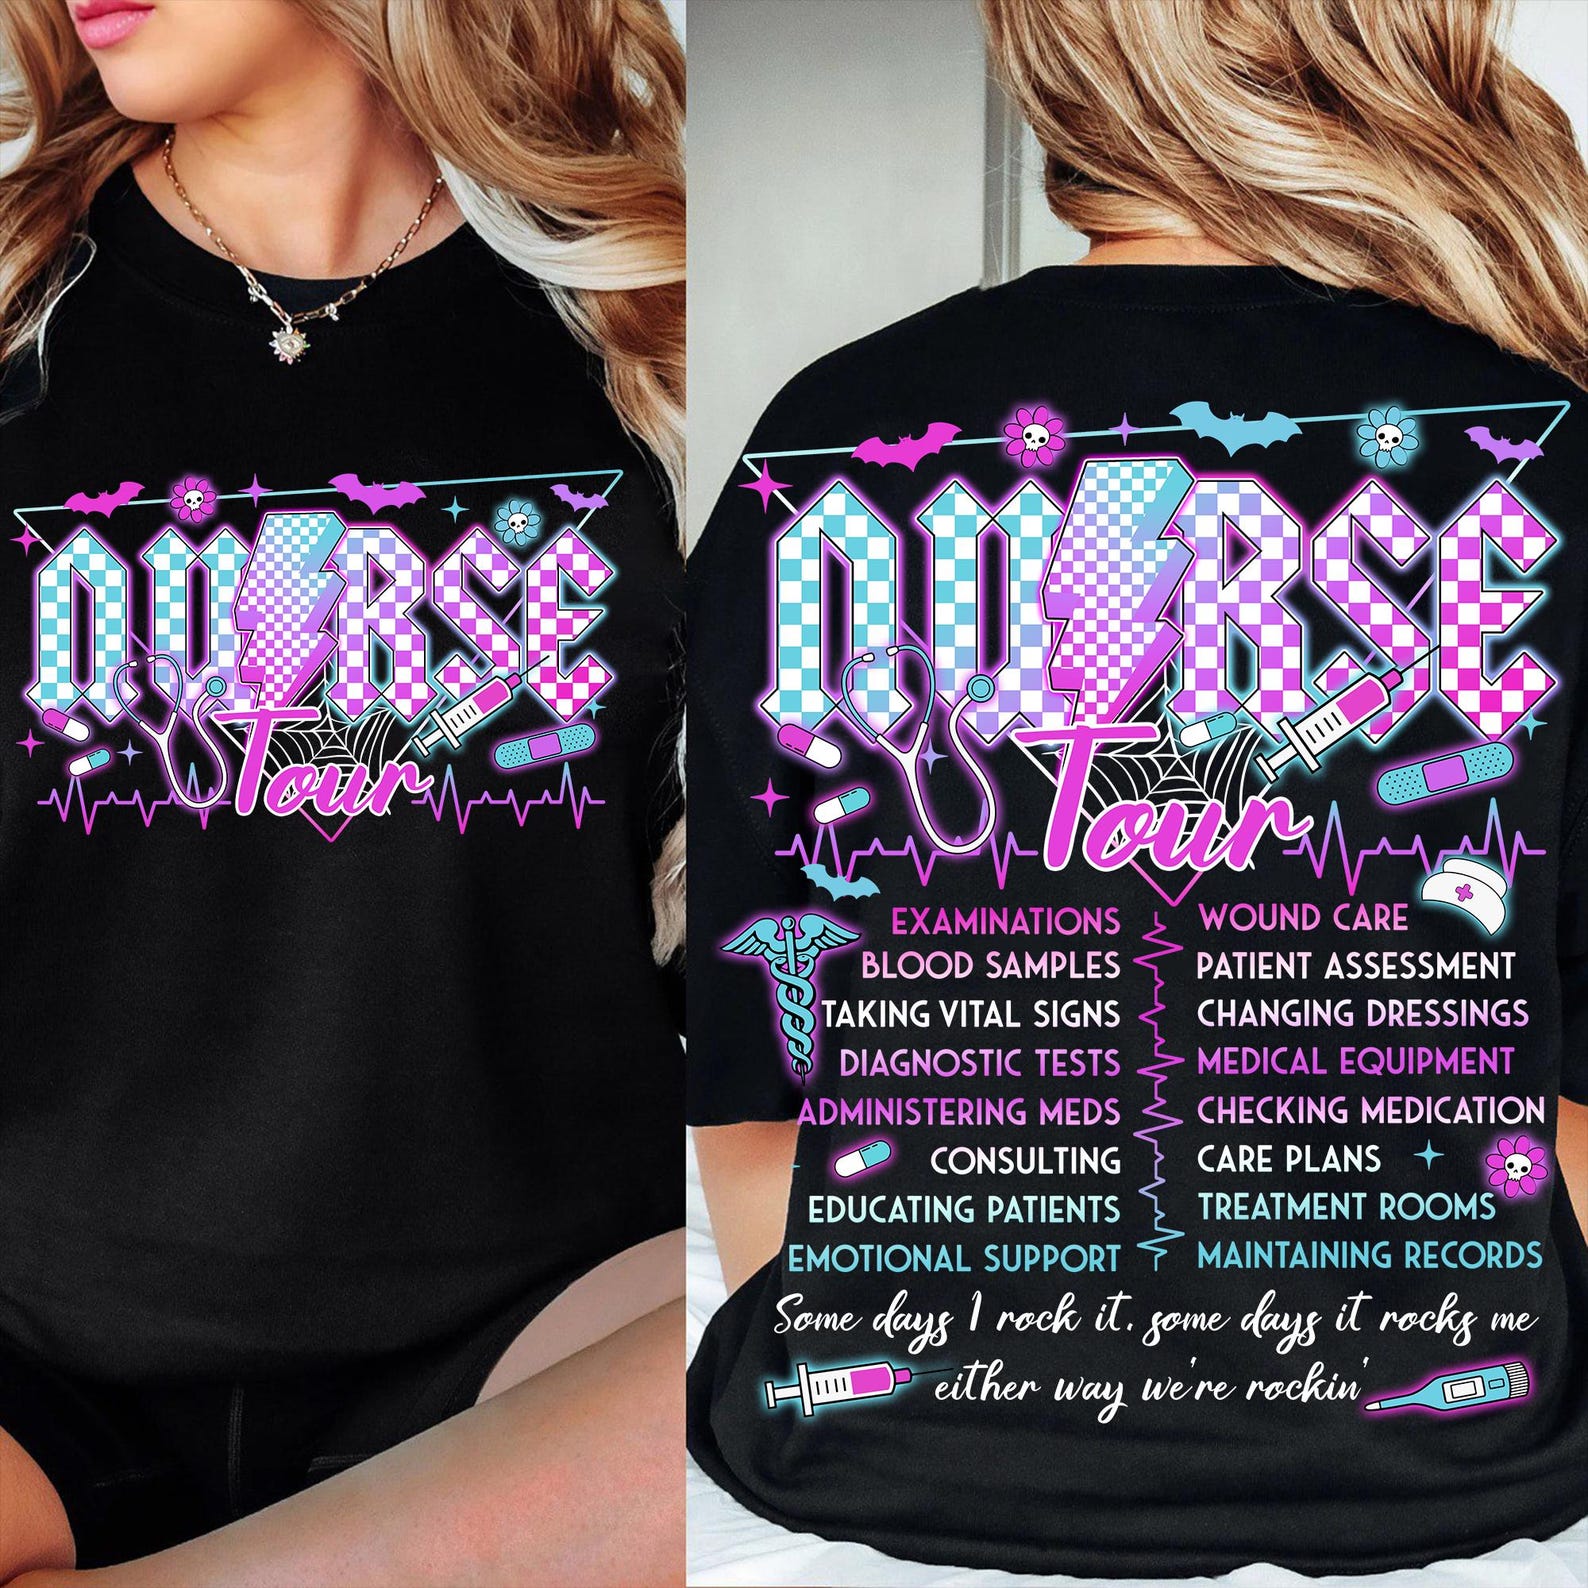 NURSE
Tour
NURSE
Tour
EXAMINATIONS
BLOOD SAMPLES
TAKING VITAL SIGNS
DIAGNOSTIC TESTS
ADMINISTERING MEDS
CONSULTING
EDUCATING PATIENTS
EMOTIONAL SUPPORT
WOUND CARE
PATIENT ASSESSMENT
CHANGING DRESSINGS
MEDICAL EQUIPMENT
CHECKING MEDICATION
CARE PLANS
TREATMENT ROOMS
MAINTAINING RECORDS
Some days I rock it, some days it rocks me
either way we're rockin'